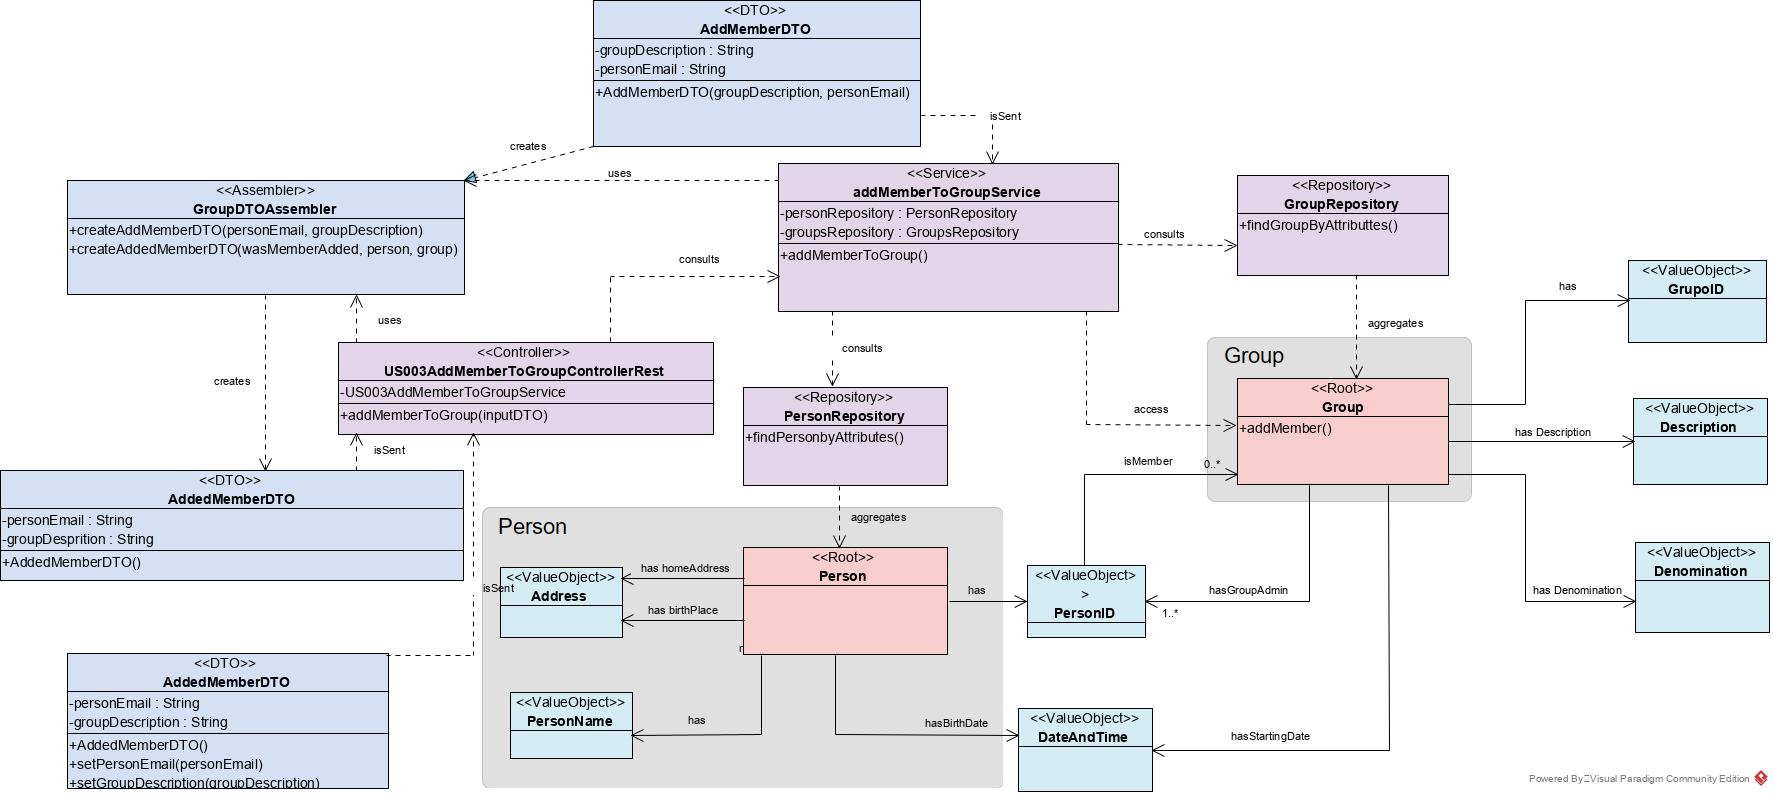 <<DTO>>
AddMemberDTO
-groupDescription : String
-personEmail : String
+AddMemberDTO(groupDescription, personEmail)
isSent
creates
uses
<<Assembler>>
GroupDTOAssembler
+createAddMemberDTO(personEmail, groupDescription)
+createAddedMemberDTO(wasMemberAdded, person, group)
<<Service>>
addMemberToGroupService
-personRepository : PersonRepository
-groupsRepository : GroupsRepository
+addMemberToGroup()
<<Repository>>
GroupRepository
+findGroupByAttributtes()
consults
consults
uses
creates
consults
aggregates
access
has
<<ValueObject>>
GrupoID
<<Controller>>
US003AddMemberToGroupControllerRest
-US003AddMemberToGroupService
+addMemberToGroup(inputDTO)
isSent
<<Repository>>
PersonRepository
+findPersonbyAttributes()
Group
<<Root>>
Group
+addMember()
has Description
<<ValueObject>>
Description
isMember
0..*
<<DTO>>
AddedMemberDTO
-personEmail : String
-groupDesprition : String
+AddedMemberDTO()
isSent
aggregates
Person
<<Root>>
Person
has homeAddress
has birthPlace
<<ValueObject>>
Address
has
<<ValueObject>
>
PersonID
hasGroupAdmin
1..*
has Denomination
<<ValueObject>>
Denomination
<<DTO>>
AddedMemberDTO
-personEmail : String
-groupDescription : String
+AddedMemberDTO()
+setPersonEmail(personEmail)
+setGroupDescription(groupDescription)
<<ValueObject>>
PersonName
has
hasBirthDate
<<ValueObject>>
DateAndTime
hasStartingDate
Visual Paradigm Community Edition